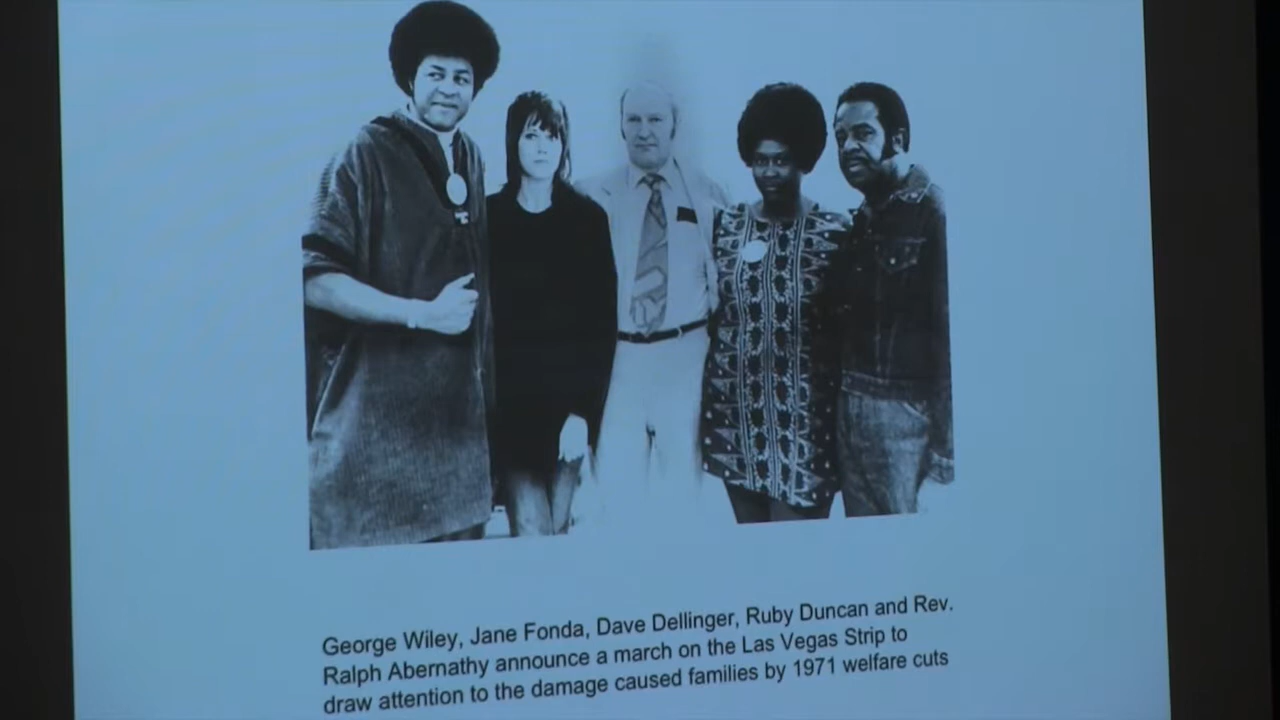 George Wiley, Jane Fonda, Dave Dellinger, Ruby Duncan and Rev.
Ralph Abernathy announce a march on the Las Vegas Strip to
draw attention to the damage caused families by 1971 welfare cuts